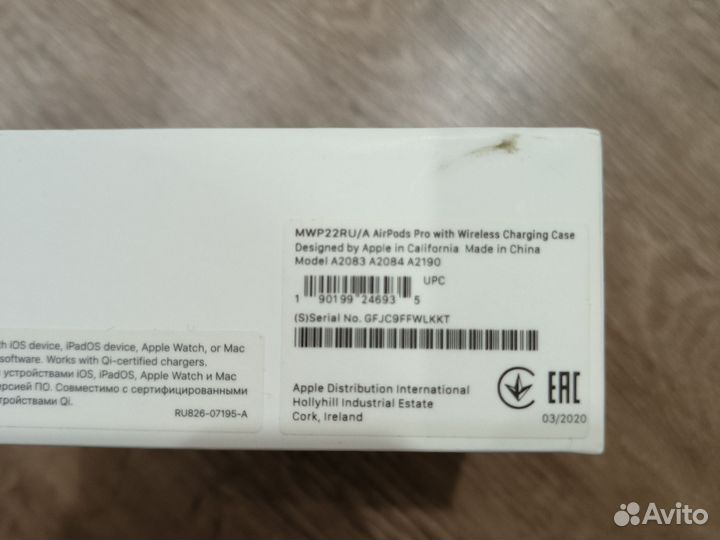 MWP22RU/A AirPods Pro with Wireless Charging Case
Designed by Apple in California Made in China
Model A2083 A2084 A2190
UPC
1 90199 24693 5
(S)Serial No. GFJC9FFWLKKT
Apple Distribution International
Hollyhill Industrial Estate
Cork, Ireland
EAC
03/2020
th iOS device, iPadOS device, Apple Watch, or Mac
software. Works with Qi-certified chargers.
устройствами iOS, iPadOS, Apple Watch и Mac
ерсией ПО. Совместимо с сертифицированными
тройствами Qi.
RU826-07195-A
Avito